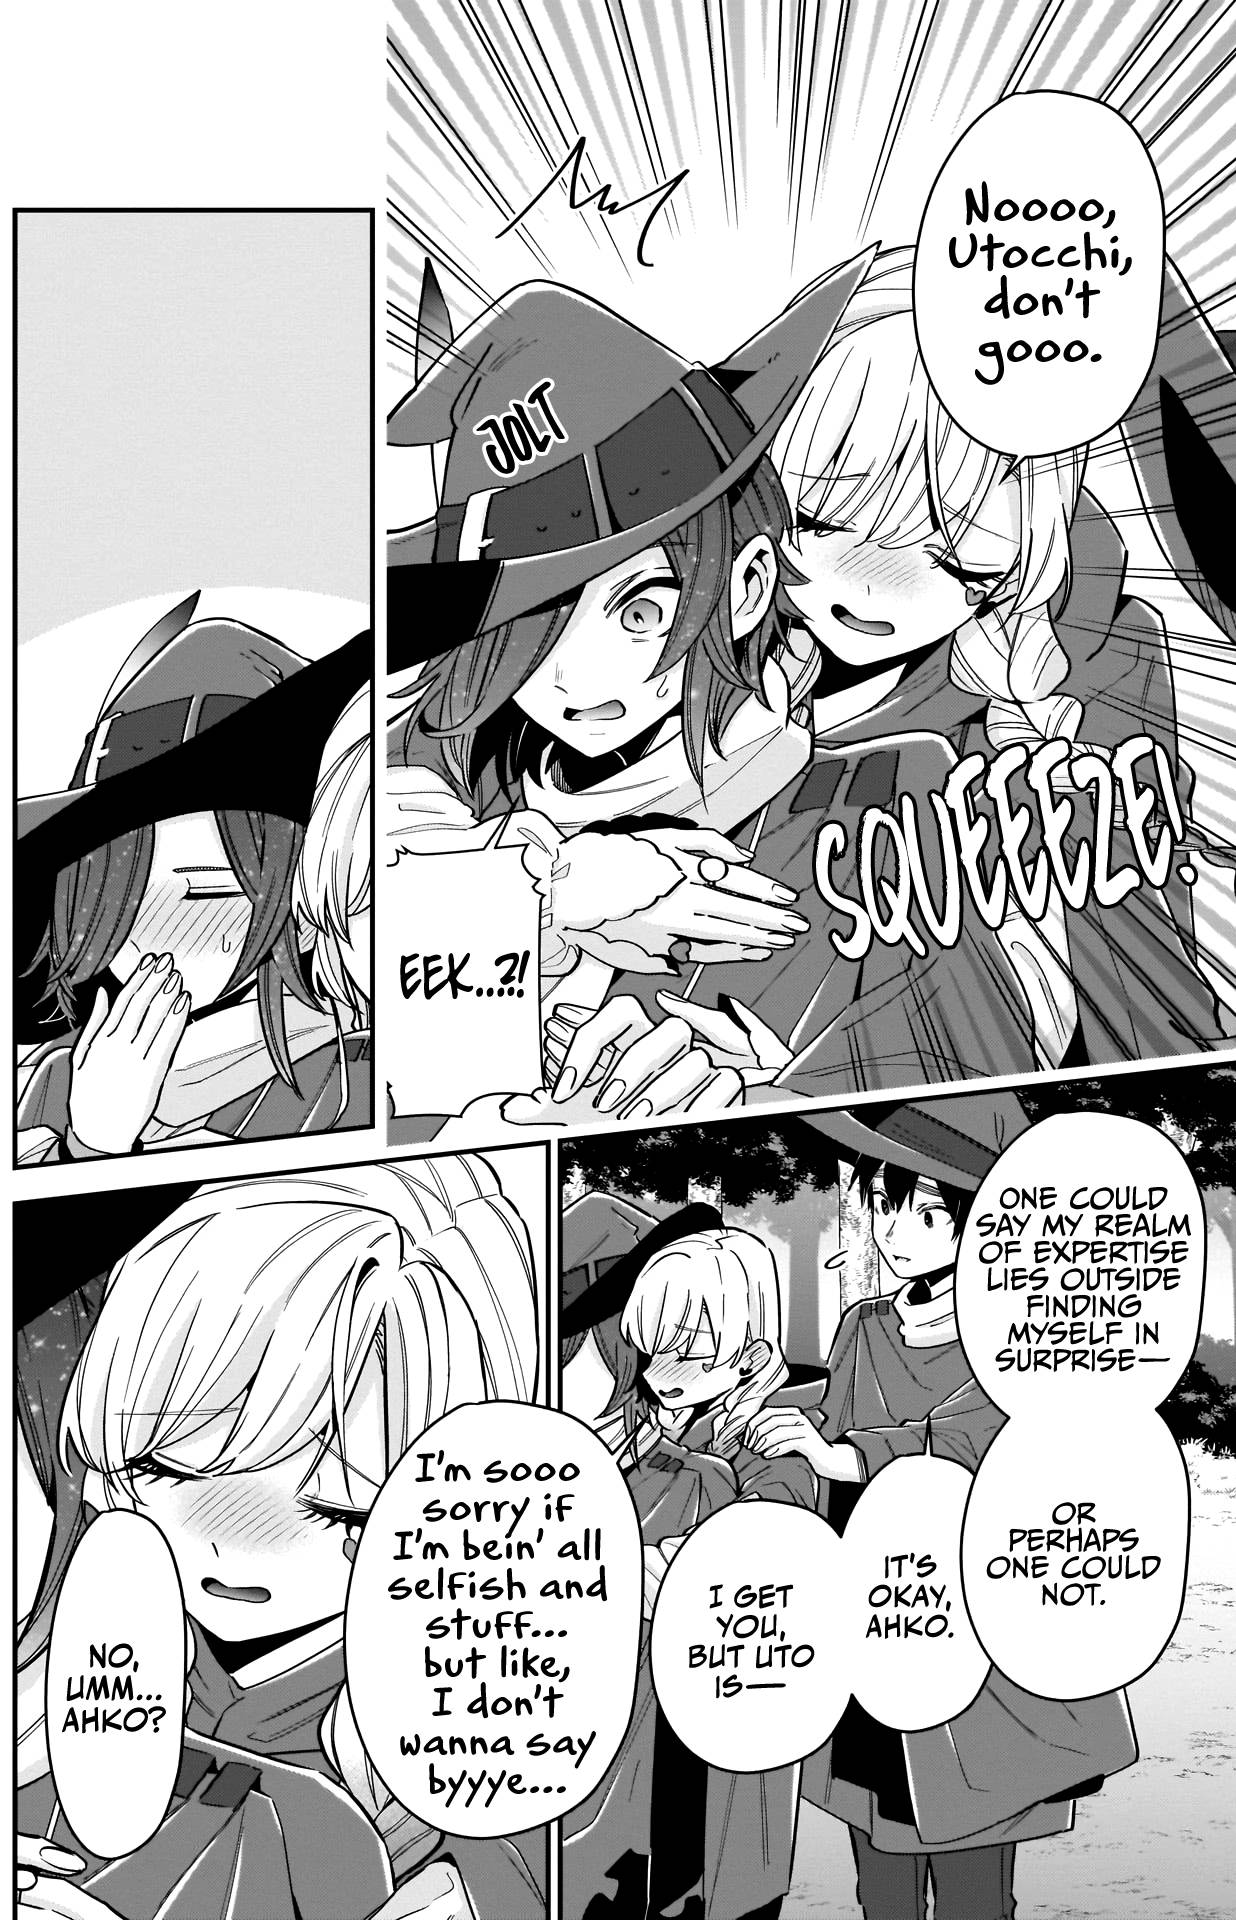 Noooo,
Utocchi,
don't
gooo.
JOLT
SQUEEEZE!
EEK...?!
ONE COULD
SAY MY REALM
OF EXPERTISE
LIES OUTSIDE
FINDING
MYSELF IN
SURPRISE—
OR
PERHAPS
ONE COULD
NOT.
IT'S
OKAY,
AHKO.
I GET
YOU,
BUT UTO
IS—
I'm sooo
sorry if
I'm bein' all
selfish and
stuff...
but like,
I don't
wanna say
byyye...
NO,
UMM...
AHKO?